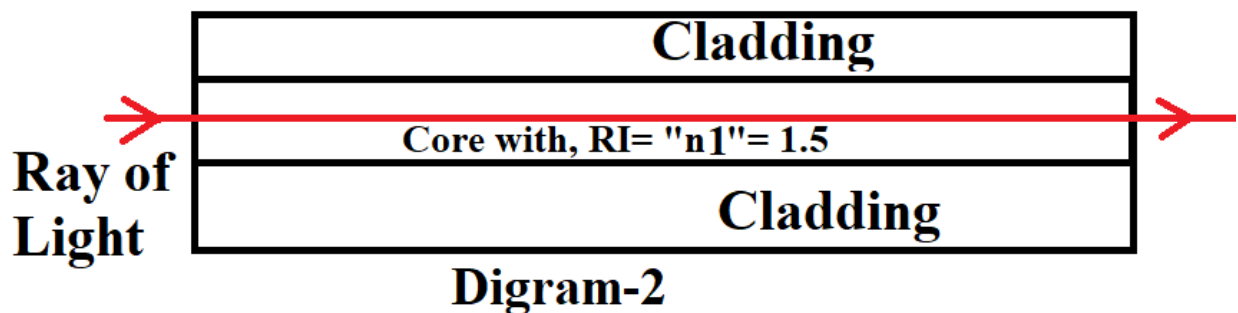 Cladding
Core with, RI= "n1"= 1.5
Ray of
Light
Cladding
Digram-2